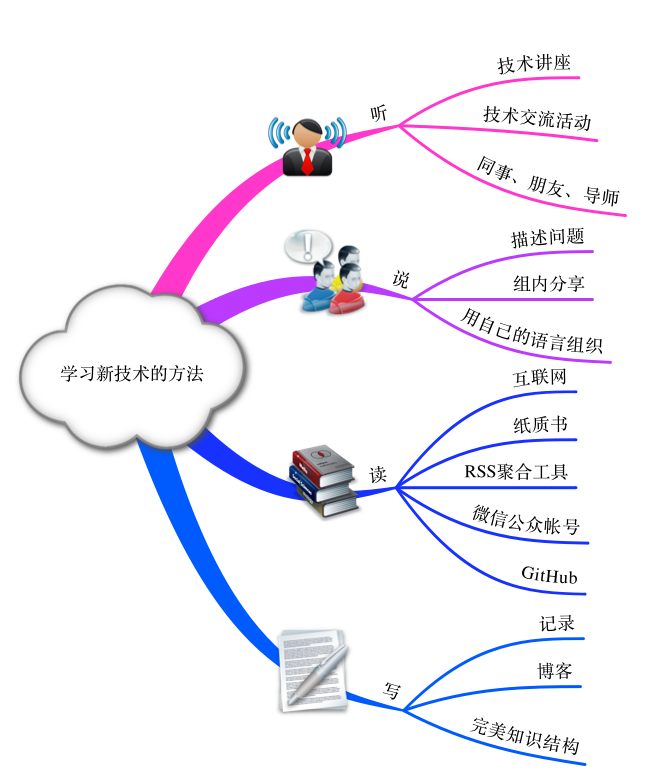 学习新技术的方法
听
技术讲座
技术交流活动
同事、朋友、导师
说
描述问题
组内分享
用自己的语言组织
读
互联网
纸质书
RSS聚合工具
微信公众帐号
GitHub
写
记录
博客
完美知识结构